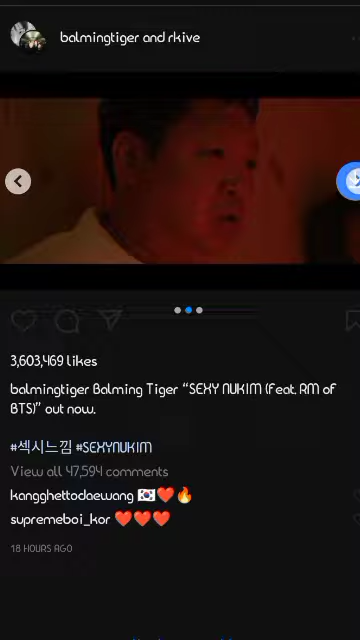 balmingtiger and rkive
3,603,469 likes
balmingtiger Balming Tiger “SEXY NUKIM (Feat. RM of
BTS)” out now.
#섹시느낌 #SEXYNUKIM
View all 47,594 comments
kangghettodaewang 🇰🇷❤️🔥
supremeboi_kor ❤️❤️❤️
18 HOURS AGO